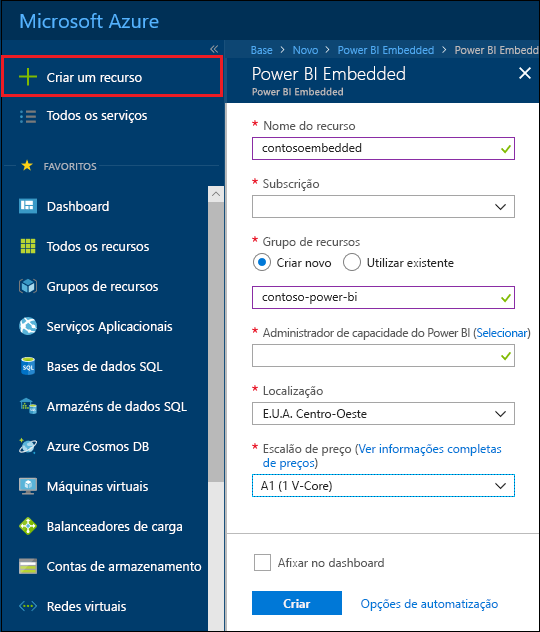 Microsoft Azure
«
Criar um recurso
Todos os serviços
FAVORITOS
Dashboard
Todos os recursos
Grupos de recursos
Serviços Aplicacionais
Bases de dados SQL
Armazéns de dados SQL
Azure Cosmos DB
Máquinas virtuais
Balanceadores de carga
Contas de armazenamento
Redes virtuais
Base > Novo > Power BI Embedded > Power BI Embedd
Power BI Embedded
Power BI Embedded
* Nome do recurso
contosoembedded
* Subscrição
* Grupo de recursos
Criar novo Utilizar existente
contoso-power-bi
* Administrador de capacidade do Power BI (Selecionar)
* Localização
E.U.A. Centro-Oeste
* Escalão de preço (Ver informações completas
de preços)
A1 (1 V-Core)
Afixar no dashboard
Criar Opções de automatização